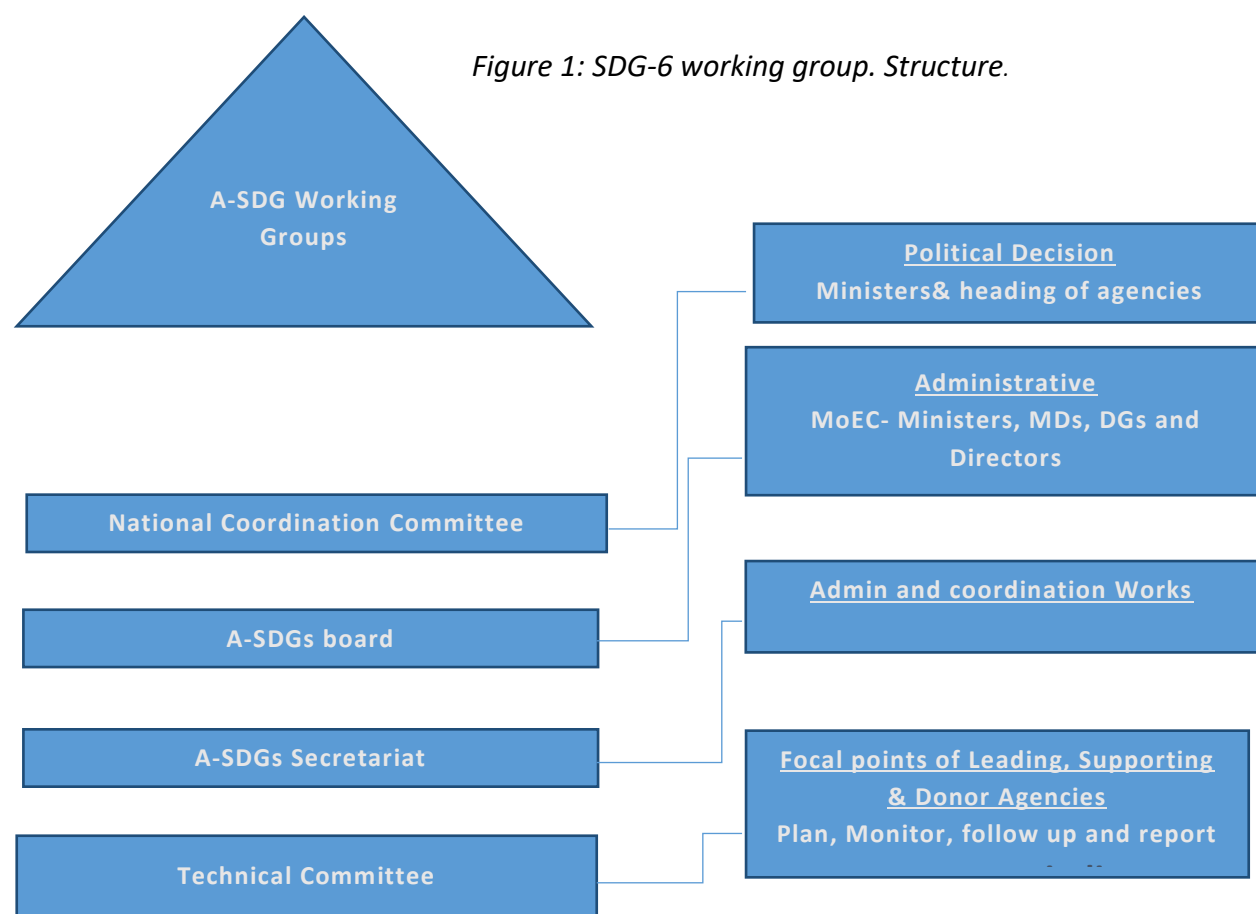 Figure 1: SDG-6 working group. Structure.
A-SDG Working
Groups
Political Decision
Ministers& heading of agencies
Administrative
MoEC- Ministers, MDs, DGs and
Directors
National Coordination Committee
Admin and coordination Works
A-SDGs board
A-SDGs Secretariat
Focal points of Leading, Supporting
& Donor Agencies
Plan, Monitor, follow up and report
Technical Committee